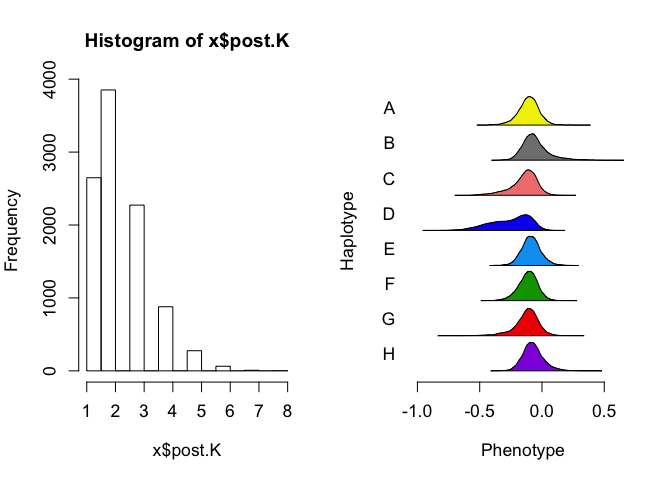 Histogram of x$post.K
Frequency
4000
3000
2000
1000
0
1 2 3 4 5 6 7 8
x$post.K
Haplotype
A
B
C
D
E
F
G
H
-1.0 -0.5 0.0 0.5
Phenotype